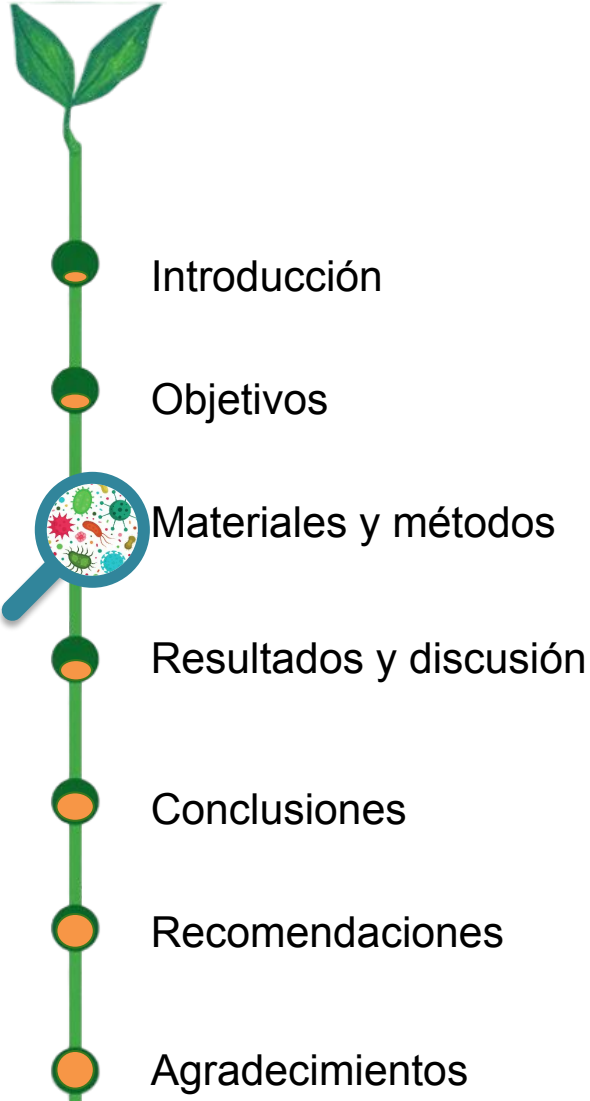 Introducción
Objetivos
Materiales y métodos
Resultados y discusión
Conclusiones
Recomendaciones
Agradecimientos